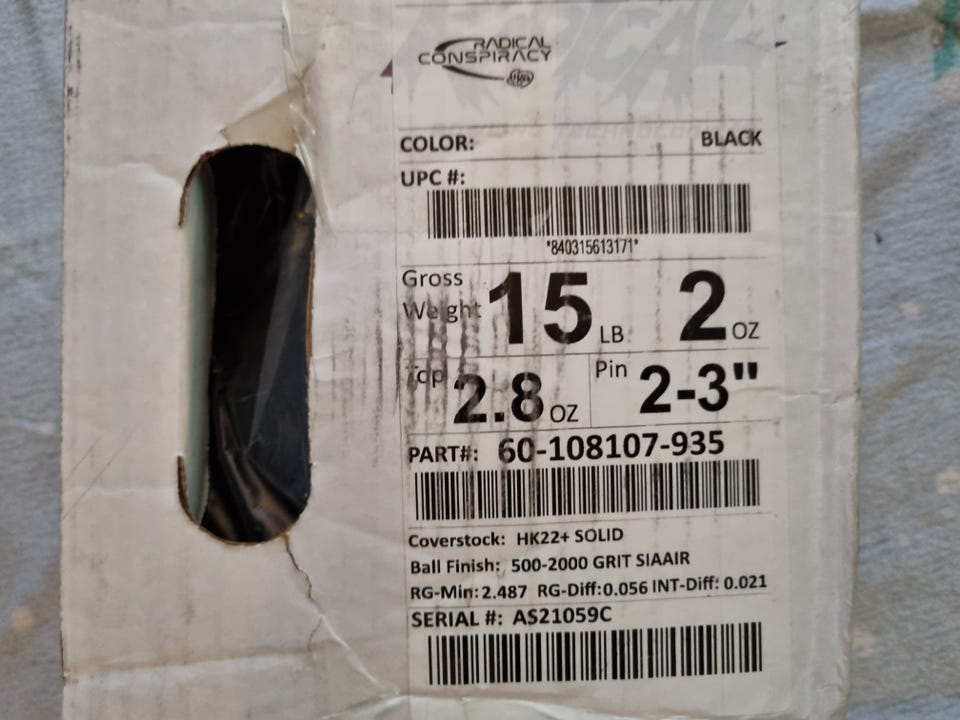 RADICAL
CONSPIRACY
COLOR: BLACK
UPC #:
*840315613171*
Gross
Weight 15 LB 2 OZ
Top 2.8 OZ Pin 2-3"
PART#: 60-108107-935
Coverstock: HK22+ SOLID
Ball Finish: 500-2000 GRIT SIAAIR
RG-Min: 2.487 RG-Diff: 0.056 INT-Diff: 0.021
SERIAL #: AS21059C